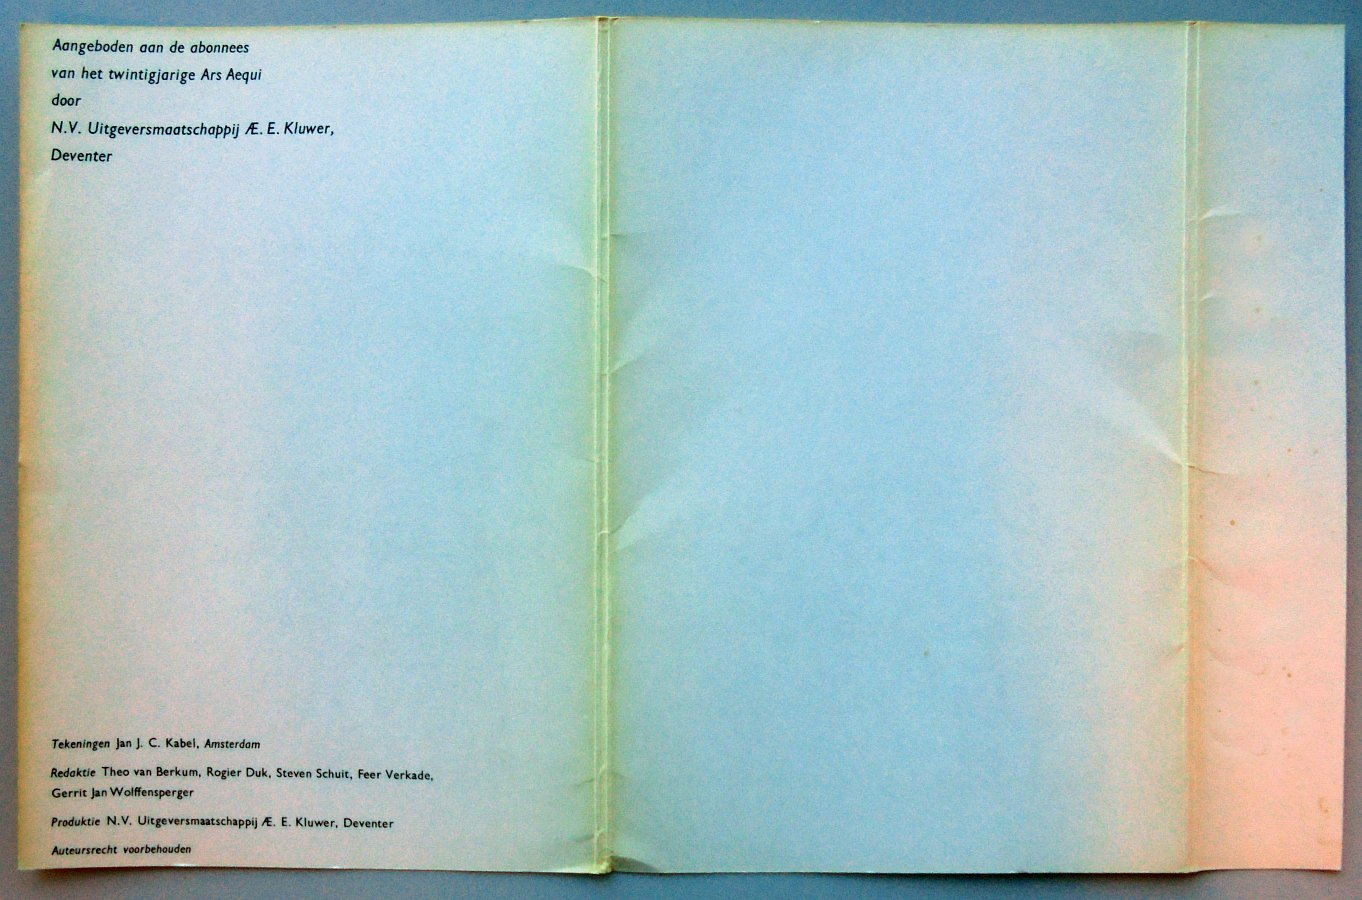 Aangeboden aan de abonnees
van het twintigjarige Ars Aequi
door
N.V. Uitgeversmaatschappij Æ. E. Kluwer,
Deventer
Tekeningen Jan J. C. Kabel, Amsterdam
Redaktie Theo van Berkum, Rogier Duk, Steven Schuit, Feer Verkade,
Gerrit Jan Wolffensperger
Produktie N.V. Uitgeversmaatschappij Æ. E. Kluwer, Deventer
Auteursrecht voorbehouden